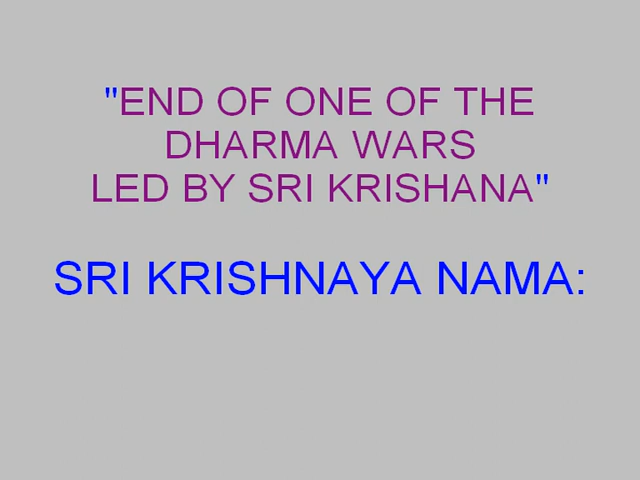 "END OF ONE OF THE
DHARMA WARS
LED BY SRI KRISHANA"
SRI KRISHNAYA NAMA: